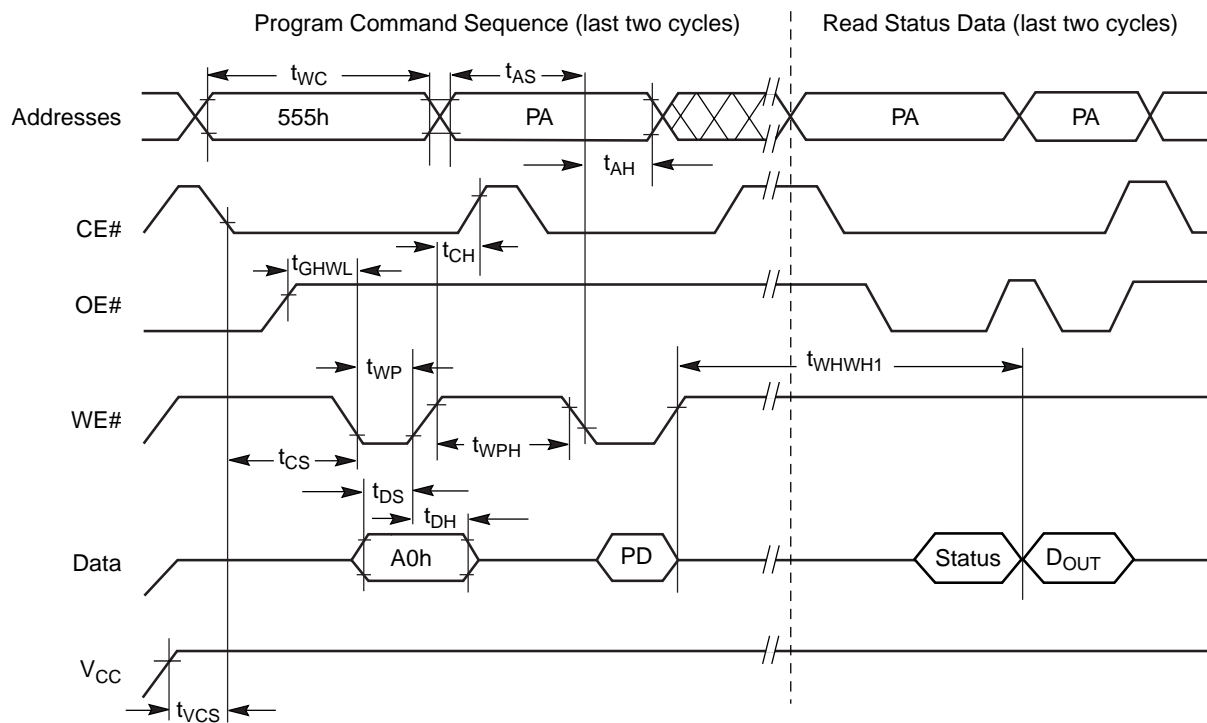 Program Command Sequence (last two cycles)
Read Status Data (last two cycles)
tWC
tAS
Addresses
555h
PA
PA
PA
tAH
CE#
tCH
tGHWL
OE#
tWP
tWHWH1
WE#
tWPH
tCS
tDS
tDH
Data
A0h
PD
Status
DOUT
VCC
tVCS